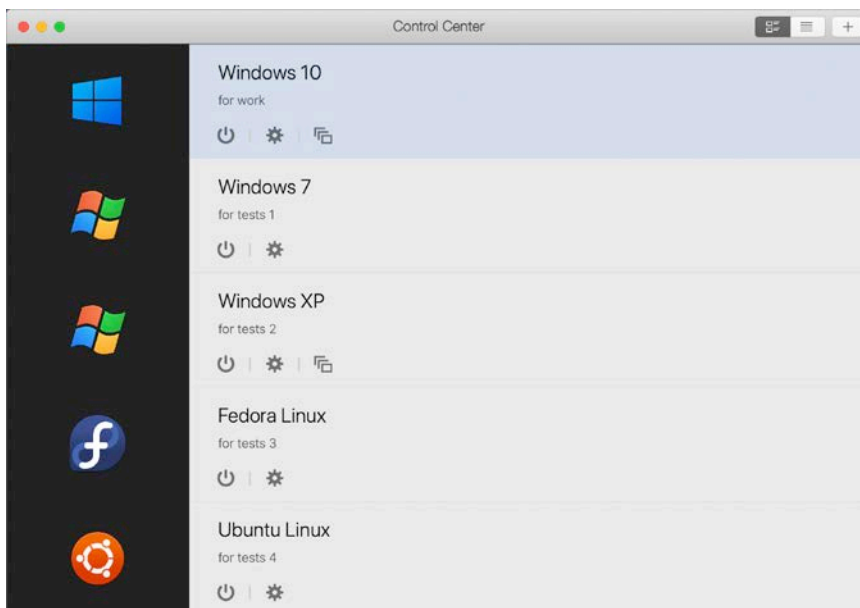 Control Center
Windows 10
for work
Windows 7
for tests 1
Windows XP
for tests 2
Fedora Linux
for tests 3
Ubuntu Linux
for tests 4